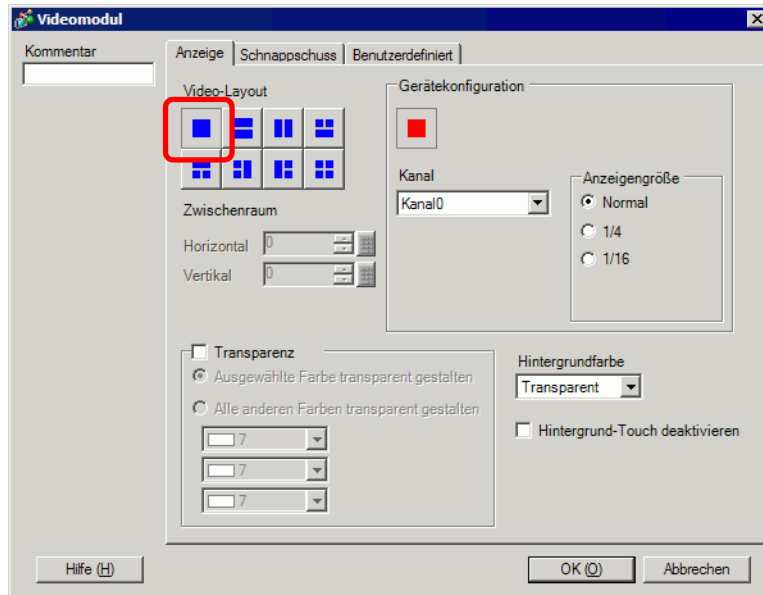 Videomodul
Kommentar
Anzeige
Schnappschuss
Benutzerdefiniert
Video-Layout
Gerätekonfiguration
Kanal
Kanal0
Anzeigengröße
Normal
1/4
1/16
Zwischenraum
Horizontal 0
Vertikal 0
Transparenz
Ausgewählte Farbe transparent gestalten
Alle anderen Farben transparent gestalten
7
7
7
Hintergrundfarbe
Transparent
Hintergrund-Touch deaktivieren
Hilfe (H)
OK (O)
Abbrechen